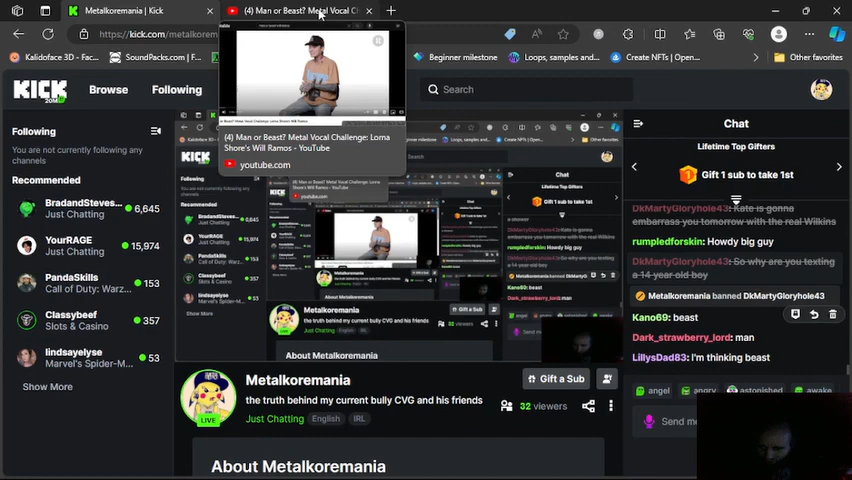 Metalkoremania | Kick
(4) Man or Beast? Metal Vocal Ch
https://kick.com/metalkorem
Kalidoface 3D -
SoundPacks.com | F...
Beginner milestone
Loops, samples and...
Create NFTs | Open...
Other favorites
(4) Man or Beast? Metal Vocal Challenge: Lorna
Shore's Will Ramos - YouTube
youtube.com
KICK
20M
Browse
Following
Search
Following
You are not currently following any
channels
Recommended
BradandSteves...
Just Chatting
6,645
YourRAGE
Just Chatting
15,974
PandaSkills
Call of Duty: Warz...
153
Classybeef
Slots & Casino
357
lindsayelyse
Marvel's Spider-M...
53
Show More
Metalkoremania
the truth behind my current bully CVG and his friends
Just Chatting
English
IRL
LIVE
Gift a Sub
32 viewers
About Metalkoremania
Chat
Lifetime Top Gifters
Gift 1 sub to take 1st
DkMartyGloryhole43: Kate is gonna
embarrass you tomorrow with the real Wilkins
rumpledforskin: Howdy big guy
DkMartyGloryhole43: So why are you texting
a 14 year old boy
Metalkoremania banned DkMartyGloryhole43
Kano69: beast
Dark_strawberry_lord: man
LillysDad83: I'm thinking beast
angel
angry
astonished
awake
Send me